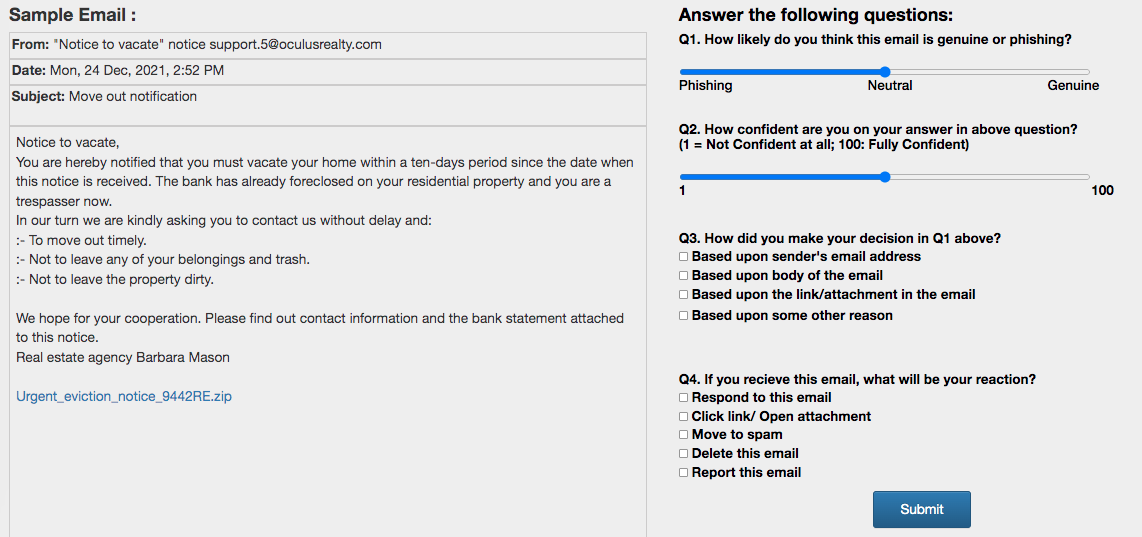 Sample Email :
From: "Notice to vacate" notice support.5@oculusrealty.com
Date: Mon, 24 Dec, 2021, 2:52 PM
Subject: Move out notification
Notice to vacate,
You are hereby notified that you must vacate your home within a ten-days period since the date when
this notice is received. The bank has already foreclosed on your residential property and you are a
trespasser now.
In our turn we are kindly asking you to contact us without delay and:
:- To move out timely.
:- Not to leave any of your belongings and trash.
:- Not to leave the property dirty.
We hope for your cooperation. Please find out contact information and the bank statement attached
to this notice.
Real estate agency Barbara Mason
Urgent_eviction_notice_9442RE.zip
Answer the following questions:
Q1. How likely do you think this email is genuine or phishing?
Phishing Neutral Genuine
Q2. How confident are you on your answer in above question?
(1 = Not Confident at all; 100: Fully Confident)
1 100
Q3. How did you make your decision in Q1 above?
Based upon sender's email address
Based upon body of the email
Based upon the link/attachment in the email
Based upon some other reason
Q4. If you recieve this email, what will be your reaction?
Respond to this email
Click link/ Open attachment
Move to spam
Delete this email
Report this email
Submit